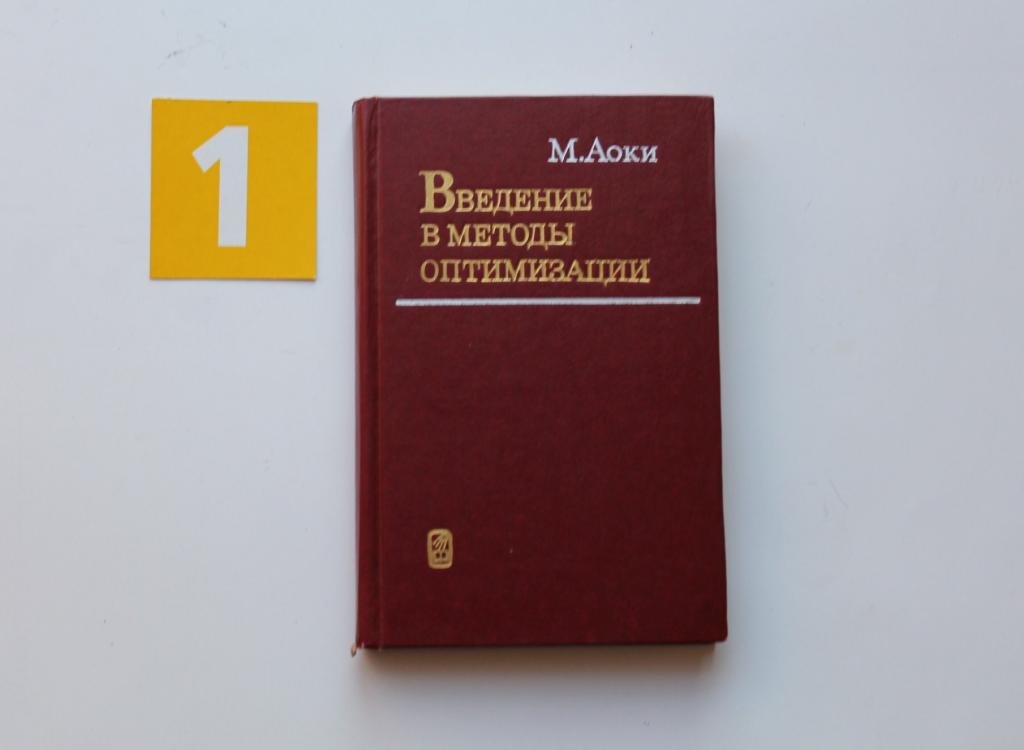 1
М.Аоки
Введение
в методы
оптимизации